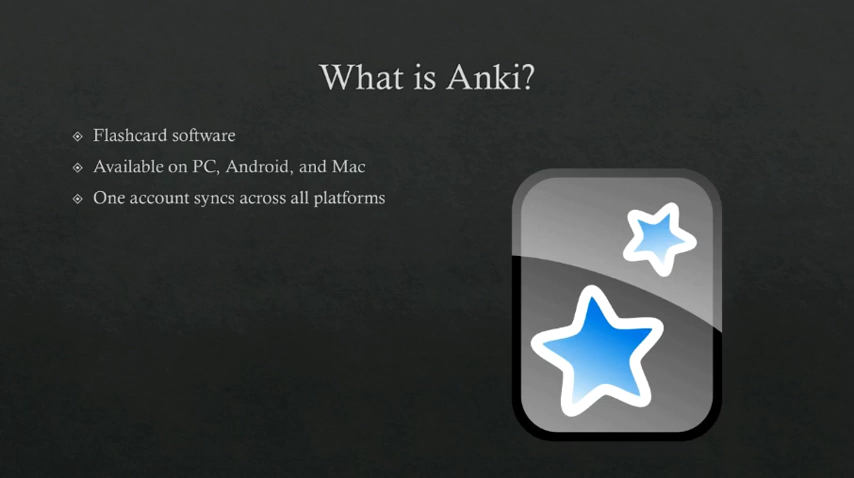 What is Anki?
Flashcard software
Available on PC, Android, and Mac
One account syncs across all platforms